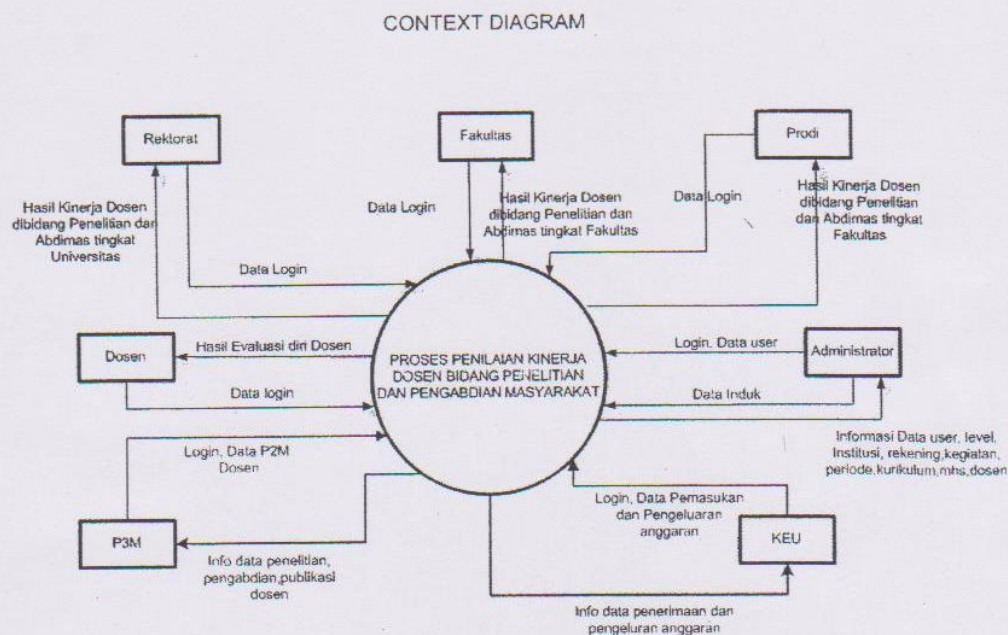 CONTEXT DIAGRAM
Rektorat
Fakultas
Prodi
Hasil Kinerja Dosen
dibidang Penelitian dan
Abdimas tingkat
Universitas
Data Login
Data Login
Hasil Kinerja Dosen
dibidang Penelitian dan
Abdimas tingkat Fakultas
Data Login
Hasil Kinerja Dosen
dibidang Penelitian
dan Abdimas tingkat
Fakultas
Dosen
Hasil Evaluasi diri Dosen
Data login
PROSES PENILAIAN KINERJA
DOSEN BIDANG PENELITIAN
DAN PENGABDIAN MASYARAKAT
Login, Data user
Administrator
Data Induk
Informasi Data user, level,
Institusi, rekening,kegiatan,
periode,kurikulum,mhs,dosen
Login, Data P2M
Dosen
P3M
Info data penelitian,
pengabdian,publikasi
dosen
Login, Data Pemasukan
dan Pengeluaran
anggaran
KEU
Info data penerimaan dan
pengeluran anggaran